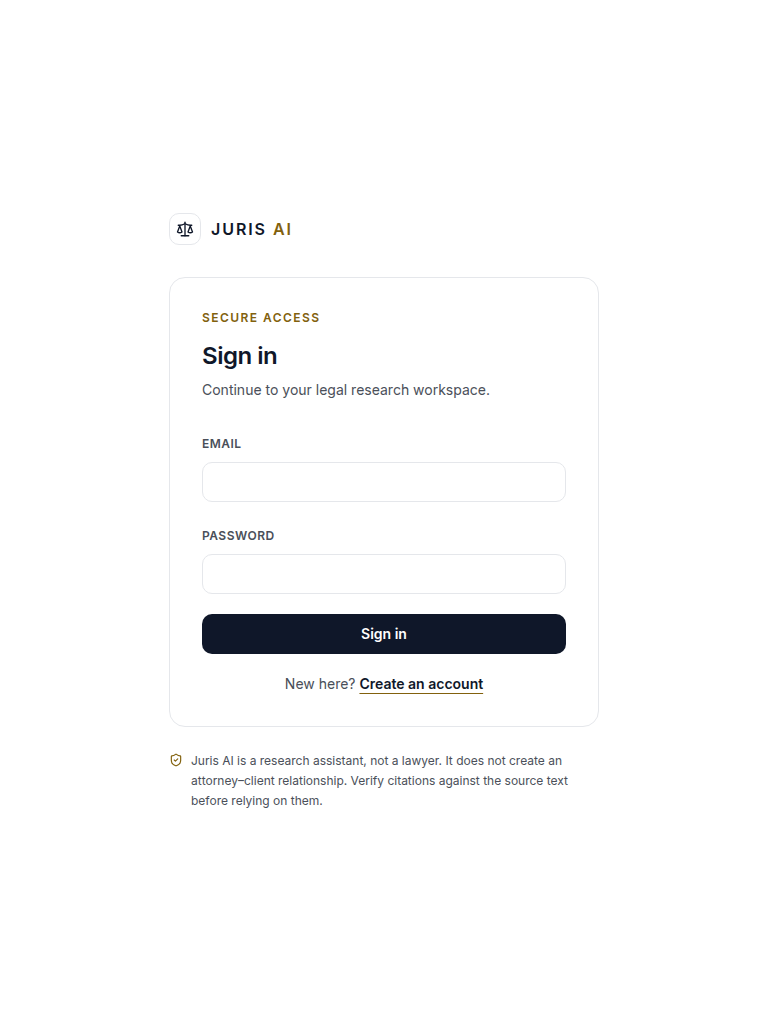 JURIS AI
SECURE ACCESS
Sign in
Continue to your legal research workspace.
EMAIL
PASSWORD
Sign in
New here? Create an account
Juris AI is a research assistant, not a lawyer. It does not create an
attorney–client relationship. Verify citations against the source text
before relying on them.